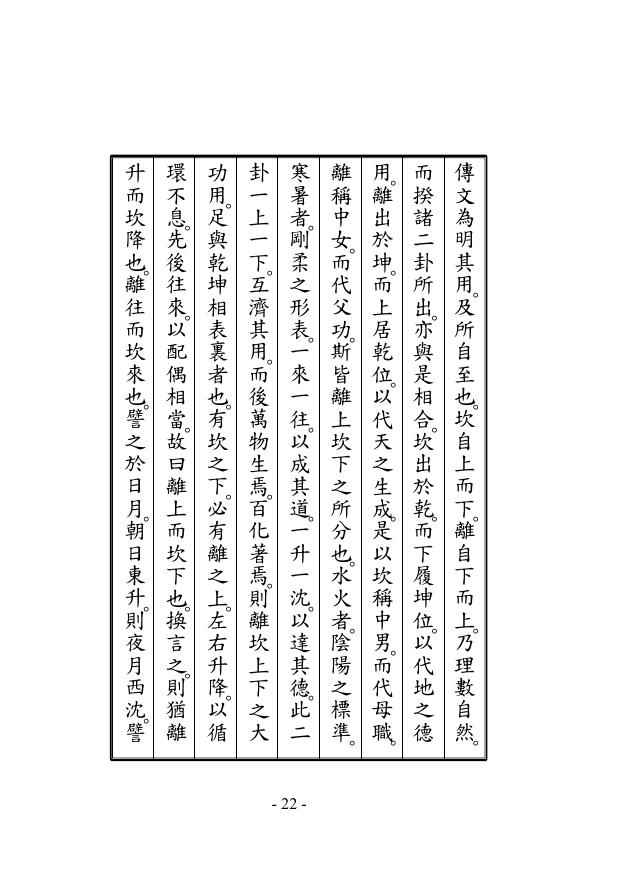 傳文為明其用。及所自至也。坎自上而下。離自下而上。乃理數自然。
而揆諸二卦所出。亦與是相合。坎出於乾。而下履坤位。以代地之德
用。離出於坤。而上居乾位。以代天之生成。是以坎稱中男。而代母職。
離稱中女。而代父功。斯皆離上坎下之所分也。水火者。陰陽之標準。
寒暑者。剛柔之形表。一來一往。以成其道。一升一沈。以達其德。此二
卦一上一下。互濟其用。而後萬物生焉。百化著焉。則離坎上下之大
功用。足與乾坤相表裏者也。有坎之下。必有離之上。左右升降。以循
環不息。先後往來。以配偶相當。故曰離上而坎下也。換言之。則猶離
升而坎降也。離往而坎來也。譬之於日月。朝日東升。則夜月西沈。譬
- 22 -